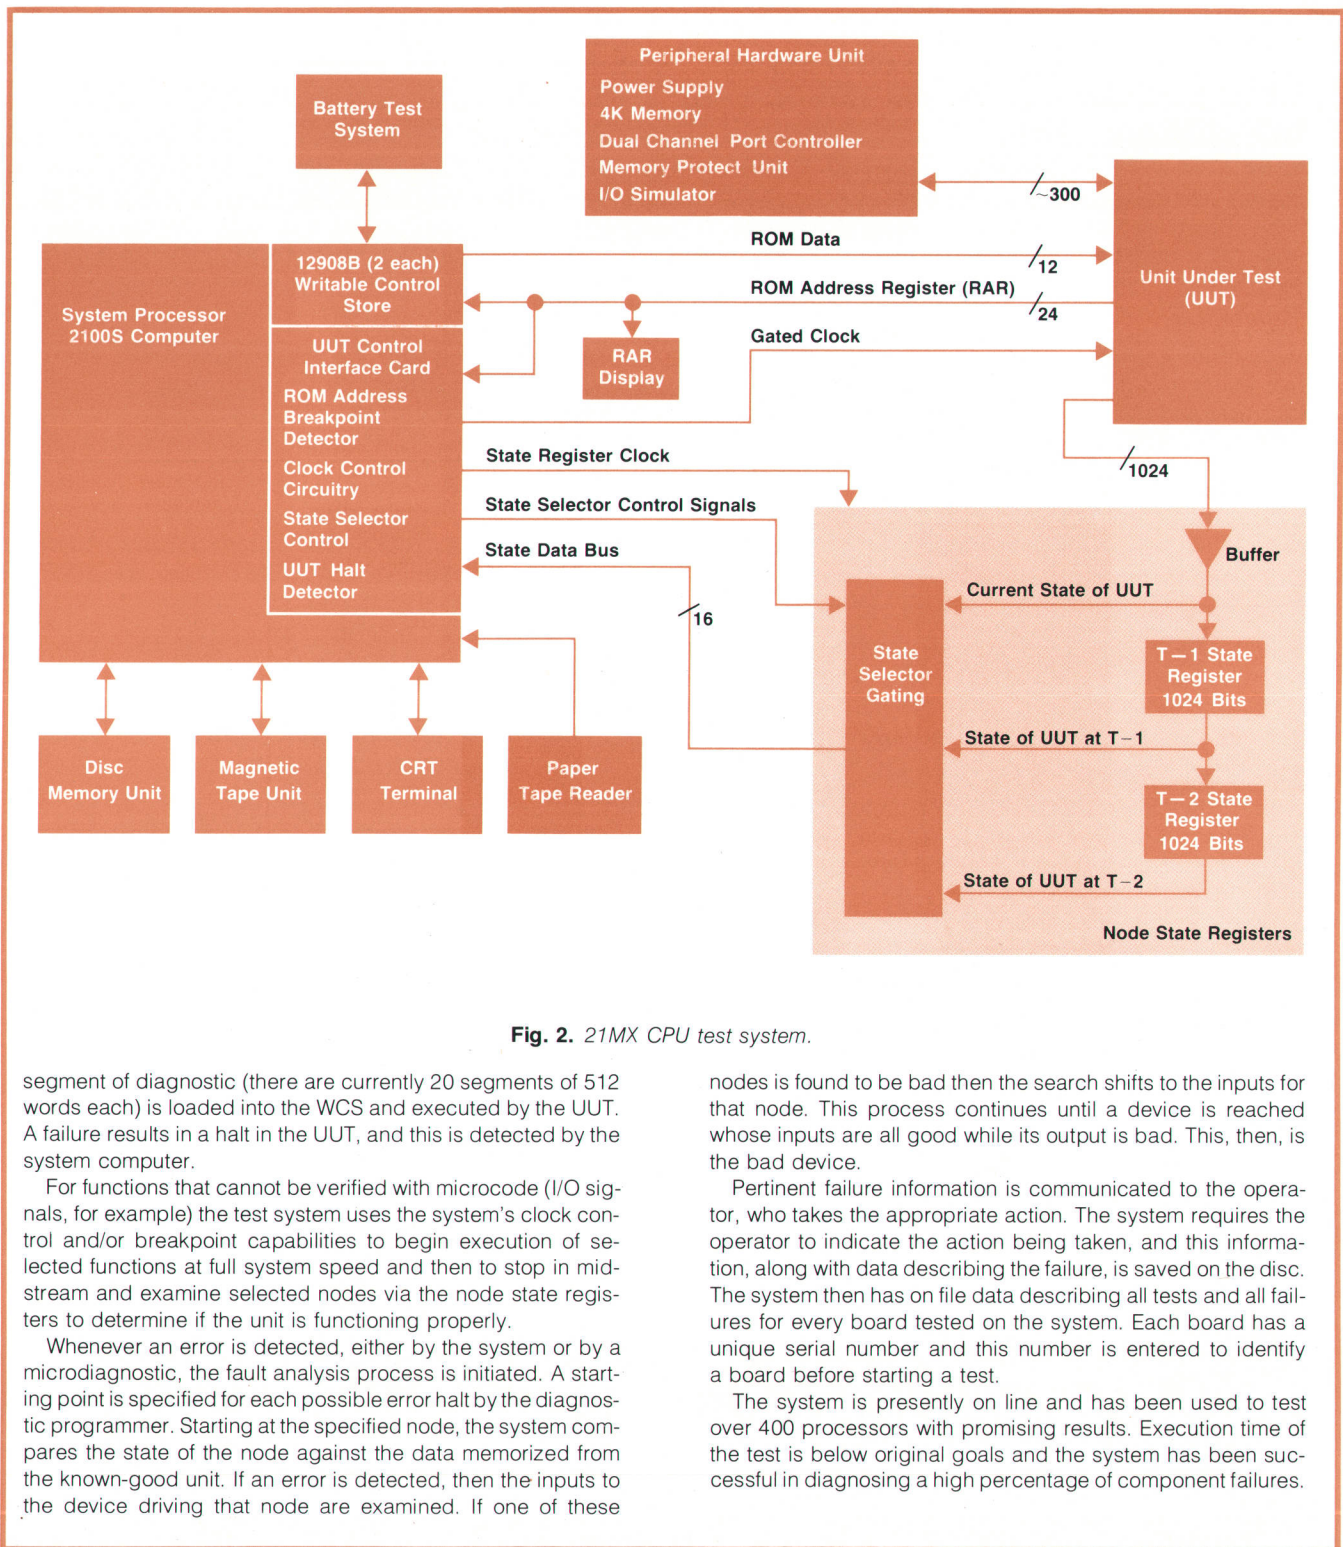 Peripheral Hardware Unit
Power Supply
4K Memory
Dual Channel Port Controller
Memory Protect Unit
I/O Simulator
Battery Test
System
~300
ROM Data
12
12908B (2 each)
Writable Control
Store
ROM Address Register (RAR)
24
Unit Under Test
(UUT)
System Processor
2100S Computer
RAR
Display
Gated Clock
UUT Control
Interface Card
ROM Address
Breakpoint
Detector
Clock Control
Circuitry
State Selector
Control
UUT Halt
Detector
State Register Clock
State Selector Control Signals
State Data Bus
16
1024
Buffer
Current State of UUT
State
Selector
Gating
T−1 State
Register
1024 Bits
State of UUT at T−1
T−2 State
Register
1024 Bits
State of UUT at T−2
Node State Registers
Disc
Memory Unit
Magnetic
Tape Unit
CRT
Terminal
Paper
Tape Reader
Fig. 2. 21MX CPU test system.
segment of diagnostic (there are currently 20 segments of 512
words each) is loaded into the WCS and executed by the UUT.
A failure results in a halt in the UUT, and this is detected by the
system computer.
For functions that cannot be verified with microcode (I/O sig-
nals, for example) the test system uses the system's clock con-
trol and/or breakpoint capabilities to begin execution of se-
lected functions at full system speed and then to stop in mid-
stream and examine selected nodes via the node state regis-
ters to determine if the unit is functioning properly.
Whenever an error is detected, either by the system or by a
microdiagnostic, the fault analysis process is initiated. A start-
ing point is specified for each possible error halt by the diagnos-
tic programmer. Starting at the specified node, the system com-
pares the state of the node against the data memorized from
the known-good unit. If an error is detected, then the inputs to
the device driving that node are examined. If one of these
nodes is found to be bad then the search shifts to the inputs for
that node. This process continues until a device is reached
whose inputs are all good while its output is bad. This, then, is
the bad device.
Pertinent failure information is communicated to the opera-
tor, who takes the appropriate action. The system requires the
operator to indicate the action being taken, and this informa-
tion, along with data describing the failure, is saved on the disc.
The system then has on file data describing all tests and all fail-
ures for every board tested on the system. Each board has a
unique serial number and this number is entered to identify
a board before starting a test.
The system is presently on line and has been used to test
over 400 processors with promising results. Execution time of
the test is below original goals and the system has been suc-
cessful in diagnosing a high percentage of component failures.